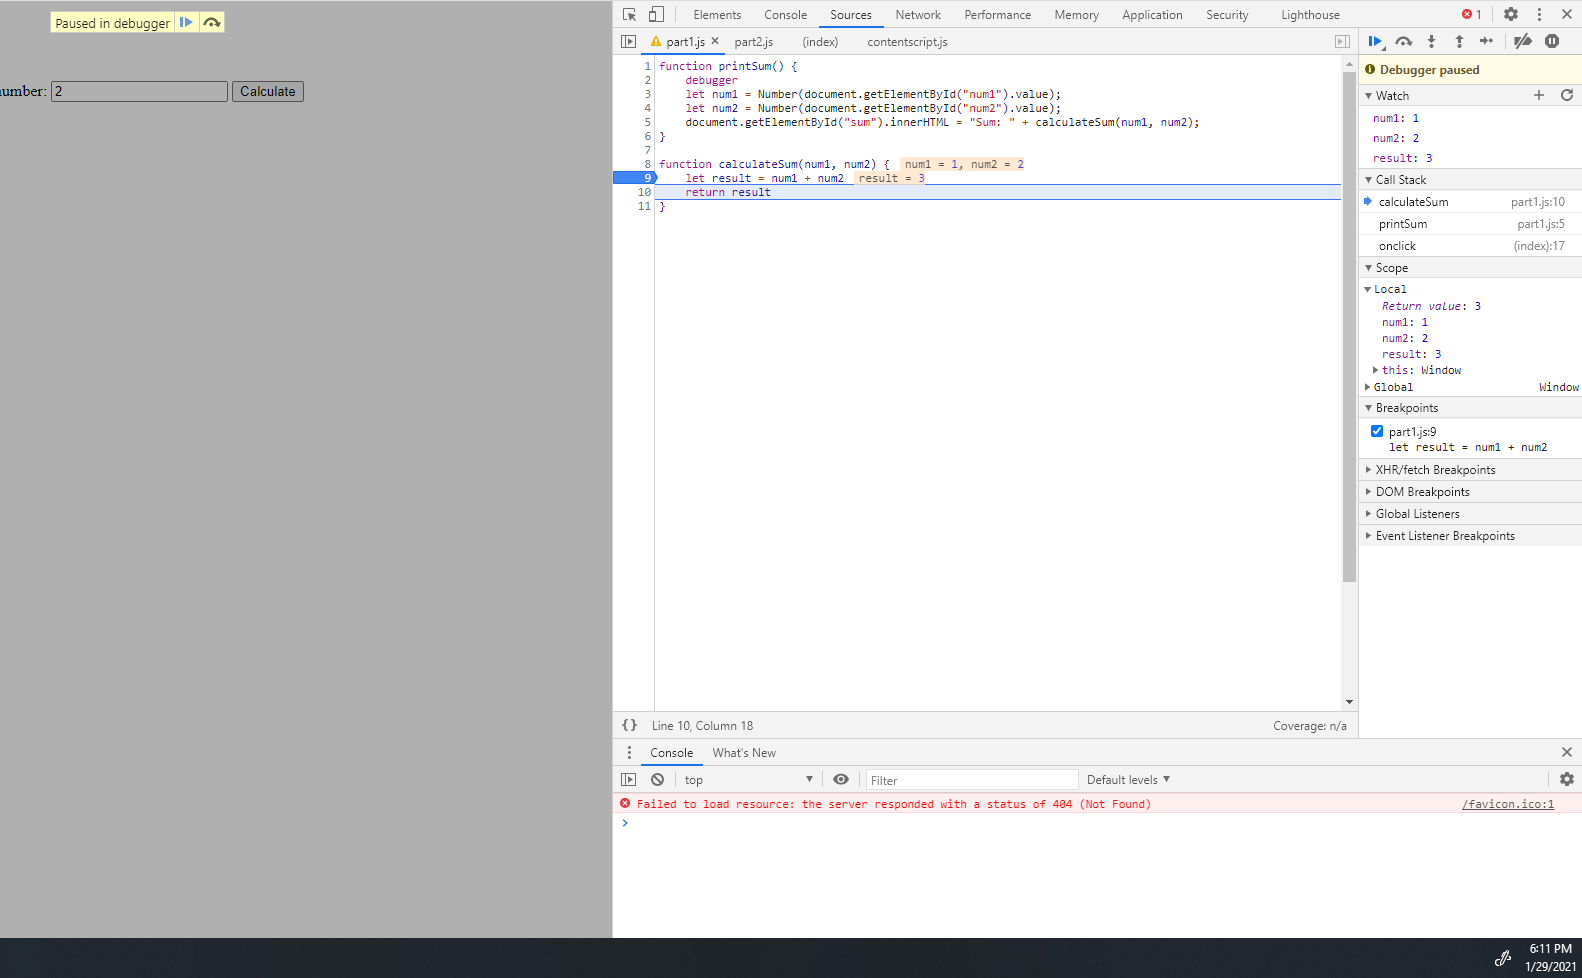 Paused in debugger
umber: 2 Calculate
Elements Console Sources Network Performance Memory Application Security Lighthouse 1
part1.js part2.js (index) contentscript.js
1 function printSum() {
2 debugger
3 let num1 = Number(document.getElementById("num1").value);
4 let num2 = Number(document.getElementById("num2").value);
5 document.getElementById("sum").innerHTML = "Sum: " + calculateSum(num1, num2);
6 }
7
8 function calculateSum(num1, num2) { num1 = 1, num2 = 2
9 let result = num1 + num2 result = 3
10 return result
11 }
Line 10, Column 18 Coverage: n/a
Debugger paused
Watch
num1: 1
num2: 2
result: 3
Call Stack
calculateSum part1.js:10
printSum part1.js:5
onclick (index):17
Scope
Local
Return value: 3
num1: 1
num2: 2
result: 3
this: Window
Global Window
Breakpoints
part1.js:9
let result = num1 + num2
XHR/fetch Breakpoints
DOM Breakpoints
Global Listeners
Event Listener Breakpoints
Console What's New
top Filter Default levels
Failed to load resource: the server responded with a status of 404 (Not Found) /favicon.ico:1
6:11 PM
1/29/2021